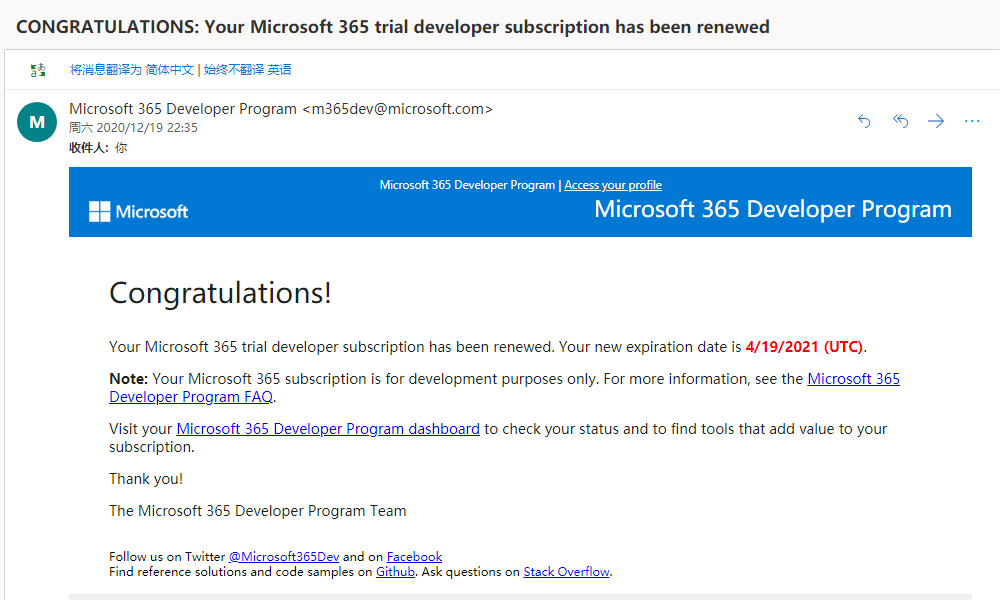 CONGRATULATIONS: Your Microsoft 365 trial developer subscription has been renewed
将消息翻译为 简体中文 | 始终不翻译 英语
M
Microsoft 365 Developer Program <m365dev@microsoft.com>
周六 2020/12/19 22:35
收件人: 你
Microsoft 365 Developer Program | Access your profile
Microsoft
Microsoft 365 Developer Program
Congratulations!
Your Microsoft 365 trial developer subscription has been renewed. Your new expiration date is 4/19/2021 (UTC).
Note: Your Microsoft 365 subscription is for development purposes only. For more information, see the Microsoft 365
Developer Program FAQ.
Visit your Microsoft 365 Developer Program dashboard to check your status and to find tools that add value to your
subscription.
Thank you!
The Microsoft 365 Developer Program Team
Follow us on Twitter @Microsoft365Dev and on Facebook
Find reference solutions and code samples on Github. Ask questions on Stack Overflow.